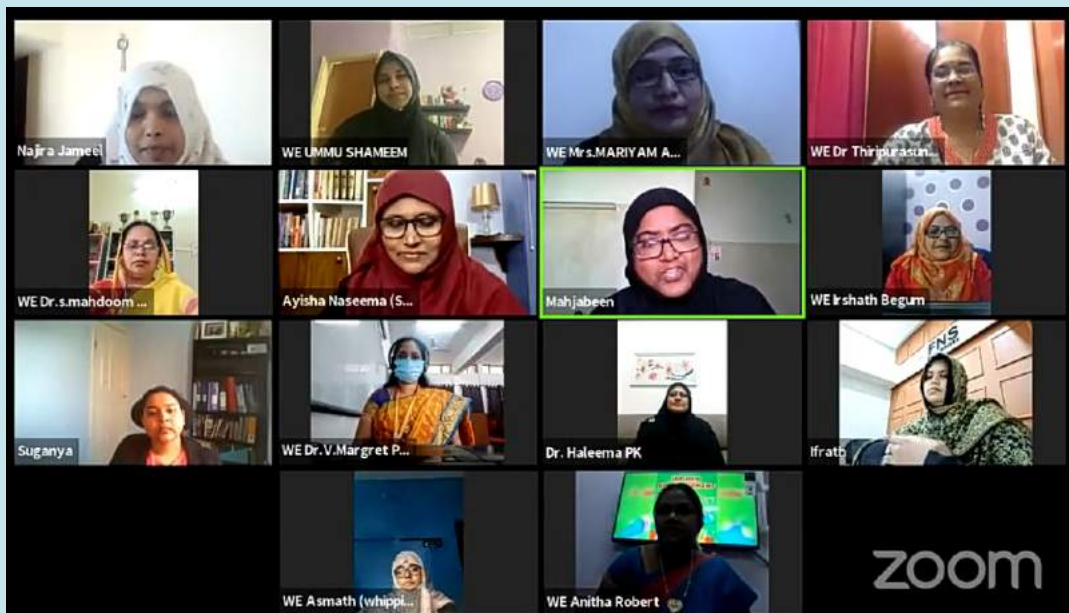 Najira Jameel
WE UMMU SHAMEEM
WE Mrs.MARIYAM A...
WE Dr Thiripurasun...
WE Dr.s.mahdoom ...
Ayisha Naseema (S...
Mahjabeen
WE Irshath Begum
Suganya
WE Dr.V.Margret P...
Dr. Haleema PK
FNS
Ifrath
WE Asmath (whippi...
WE Anitha Robert
zoom